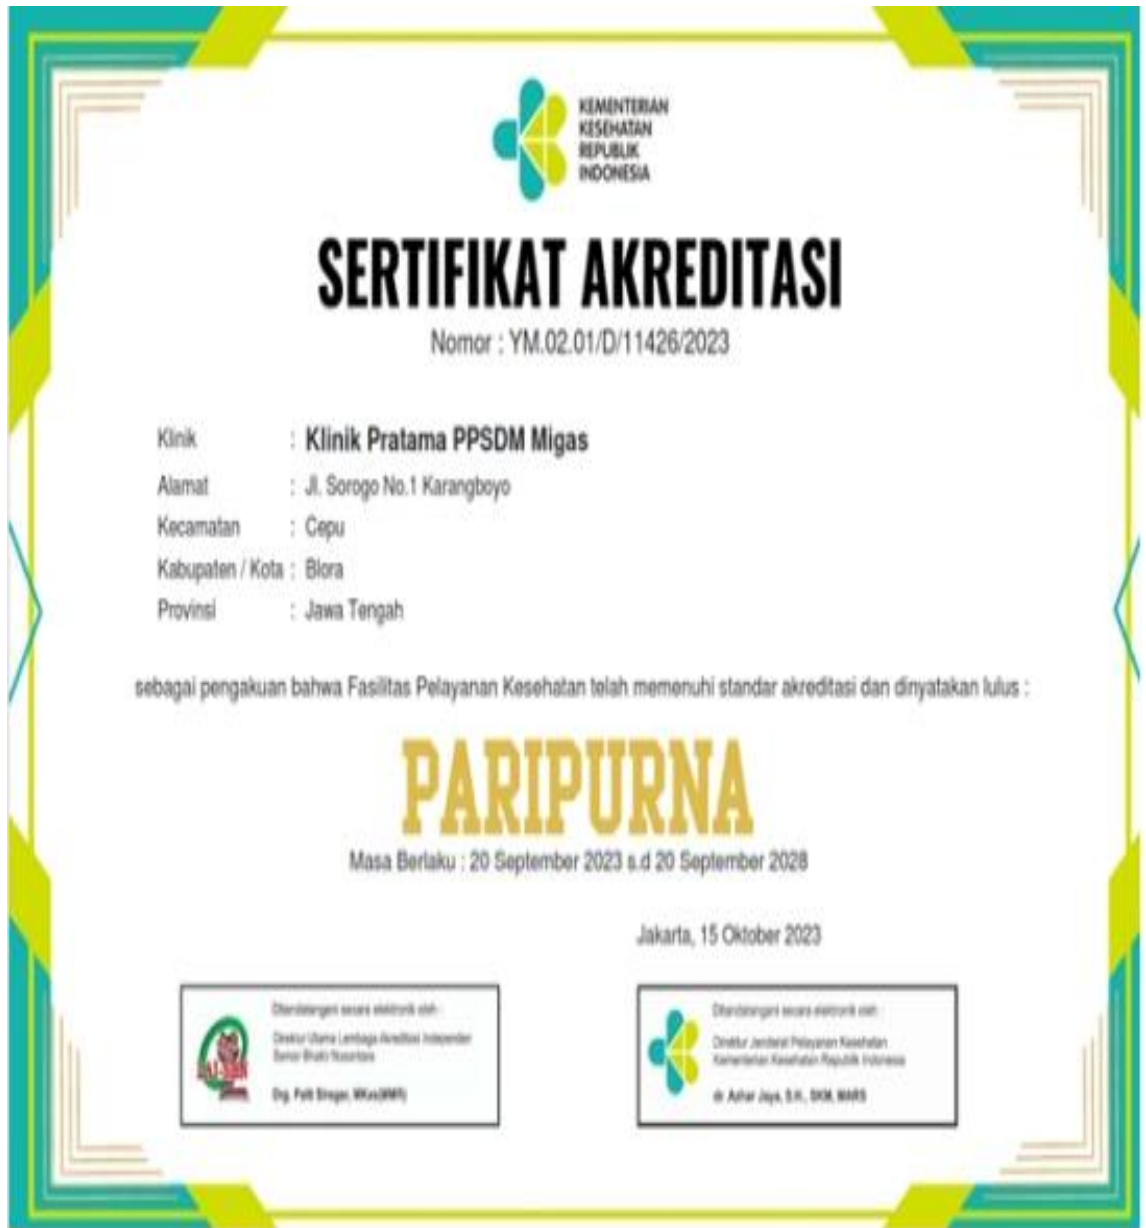 KEMENTERIAN
KESEHATAN
REPUBLIK
INDONESIA
SERTIFIKAT AKREDITASI
Nomor : YM.02.01/D/11426/2023
Klinik : Klinik Pratama PPSDM Migas
Alamat : Jl. Sorogo No.1 Karangboyo
Kecamatan : Cepu
Kabupaten / Kota : Blora
Provinsi : Jawa Tengah
sebagai pengakuan bahwa Fasilitas Pelayanan Kesehatan telah memenuhi standar akreditasi dan dinyatakan lulus :
PARIPURNA
Masa Berlaku : 20 September 2023 s.d 20 September 2028
Jakarta, 15 Oktober 2023
Ditandatangani secara elektronik oleh :
Direktur Utama Lembaga Akreditasi Independen
Bhakti Nusantara
Drg.
Ditandatangani secara elektronik oleh :
Direktur Jenderal Pelayanan Kesehatan
Kementerian Kesehatan Republik Indonesia
dr. Azhar Jaya, S.H., SKM, MARS